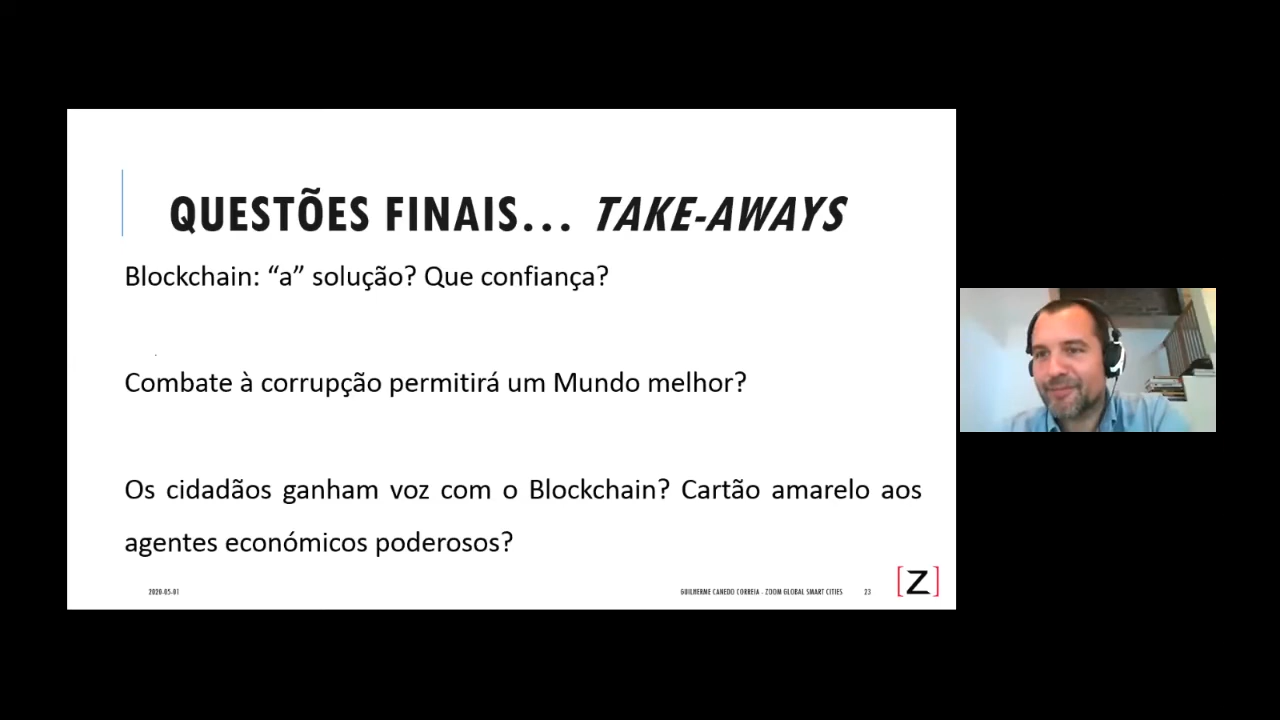 QUESTÕES FINAIS... TAKE-AWAYS
Blockchain: “a” solução? Que confiança?
Combate à corrupção permitirá um Mundo melhor?
Os cidadãos ganham voz com o Blockchain? Cartão amarelo aos
agentes económicos poderosos?
2020-05-01
GUILHERME CANEDO CORREIA - ZOOM GLOBAL SMART CITIES
23
[Z]